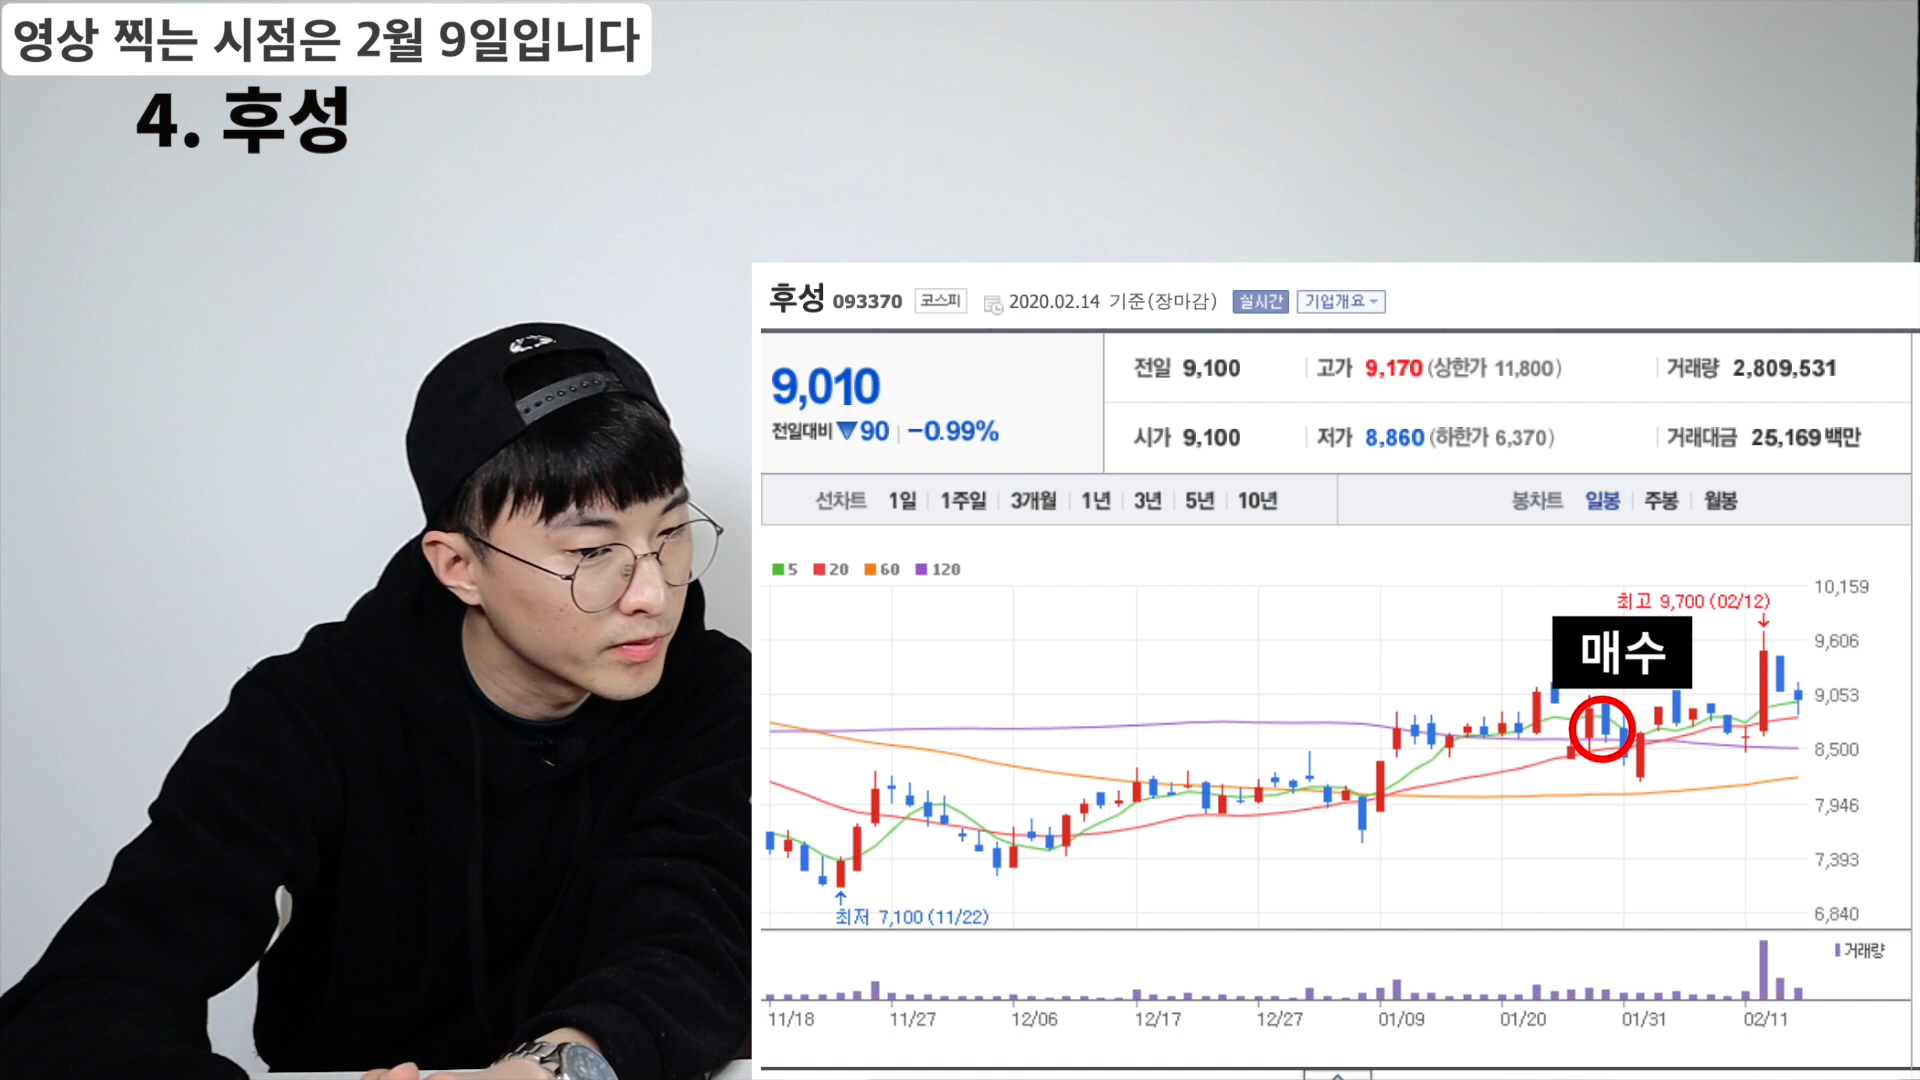 영상 찍는 시점은 2월 9일입니다
4. 후성
후성 093370 코스피 2020.02.14 기준(장마감) 실시간 기업개요
9,010
전일대비 ▼90 -0.99%
전일 9,100 고가 9,170 (상한가 11,800) 거래량 2,809,531
시가 9,100 저가 8,860 (하한가 6,370) 거래대금 25,169 백만
선차트 1일 1주일 3개월 1년 3년 5년 10년 봉차트 일봉 주봉 월봉
5 20 60 120
10,159
최고 9,700 (02/12)
9,606
매수
9,053
8,500
7,946
7,393
최저 7,100 (11/22)
6,840
거래량
11/18 11/27 12/06 12/17 12/27 01/09 01/20 01/31 02/11